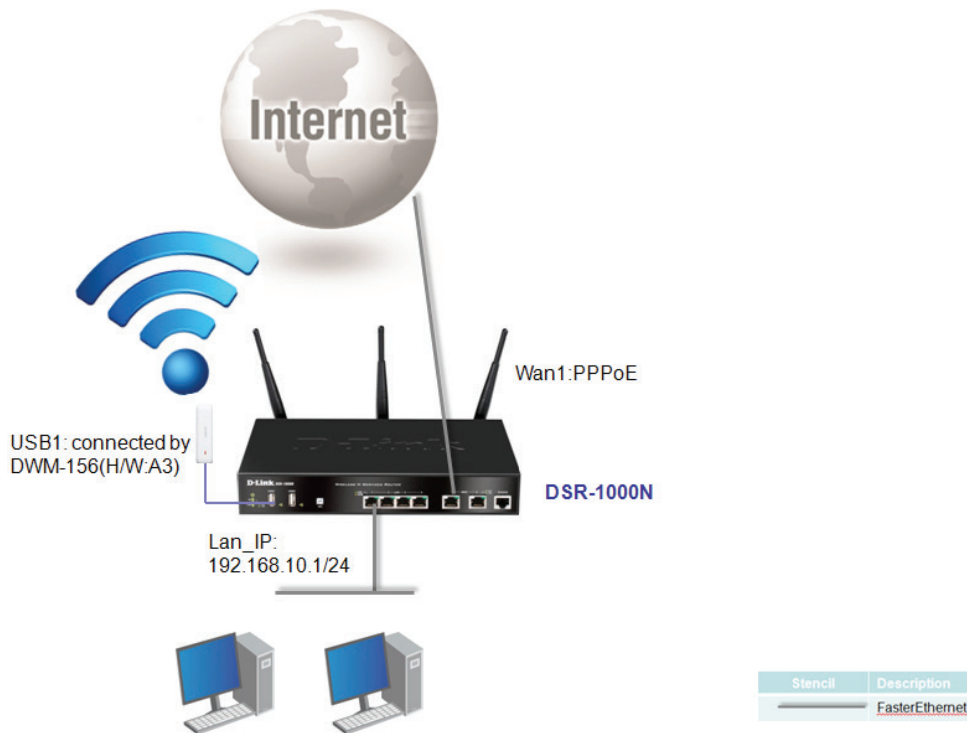 Internet
Wan1:PPPoE
USB1: connected by
DWM-156(H/W:A3)
D-Link
DSR-1000N
Lan_IP:
192.168.10.1/24
Stencil Description
FasterEthernet